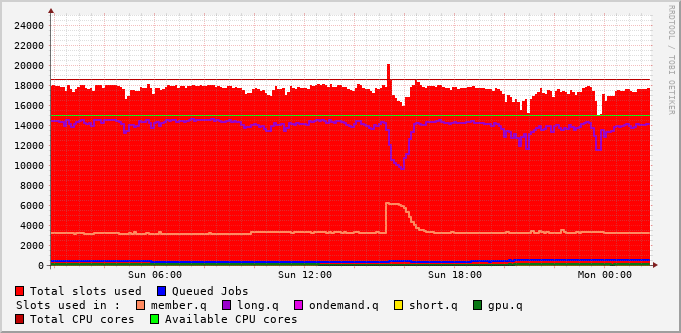 24000
22000
20000
18000
16000
14000
12000
10000
8000
6000
4000
2000
0
Sun 06:00 Sun 12:00 Sun 18:00 Mon 00:00
RRDTOOL / TOBI OETIKER
Total slots used Queued Jobs
Slots used in : member.q long.q ondemand.q short.q gpu.q
Total CPU cores Available CPU cores